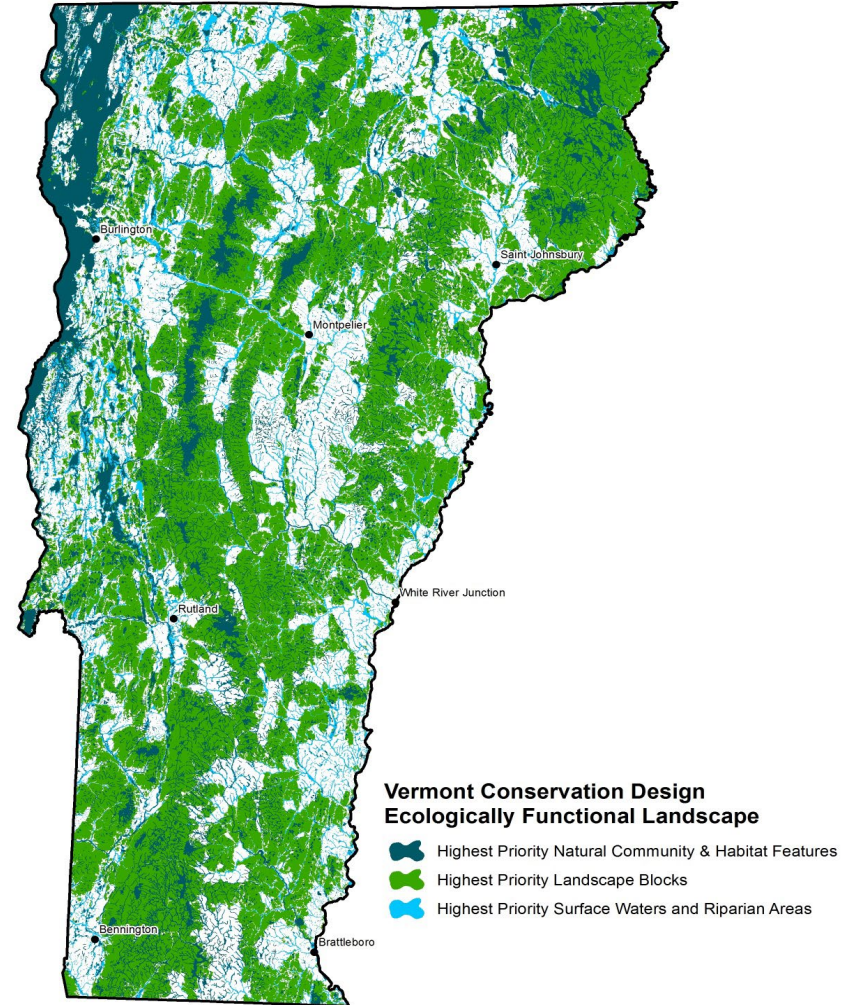 Burlington
Saint Johnsbury
Montpelier
White River Junction
Rutland
Vermont Conservation Design
Ecologically Functional Landscape
Highest Priority Natural Community & Habitat Features
Highest Priority Landscape Blocks
Highest Priority Surface Waters and Riparian Areas
Bennington
Brattleboro